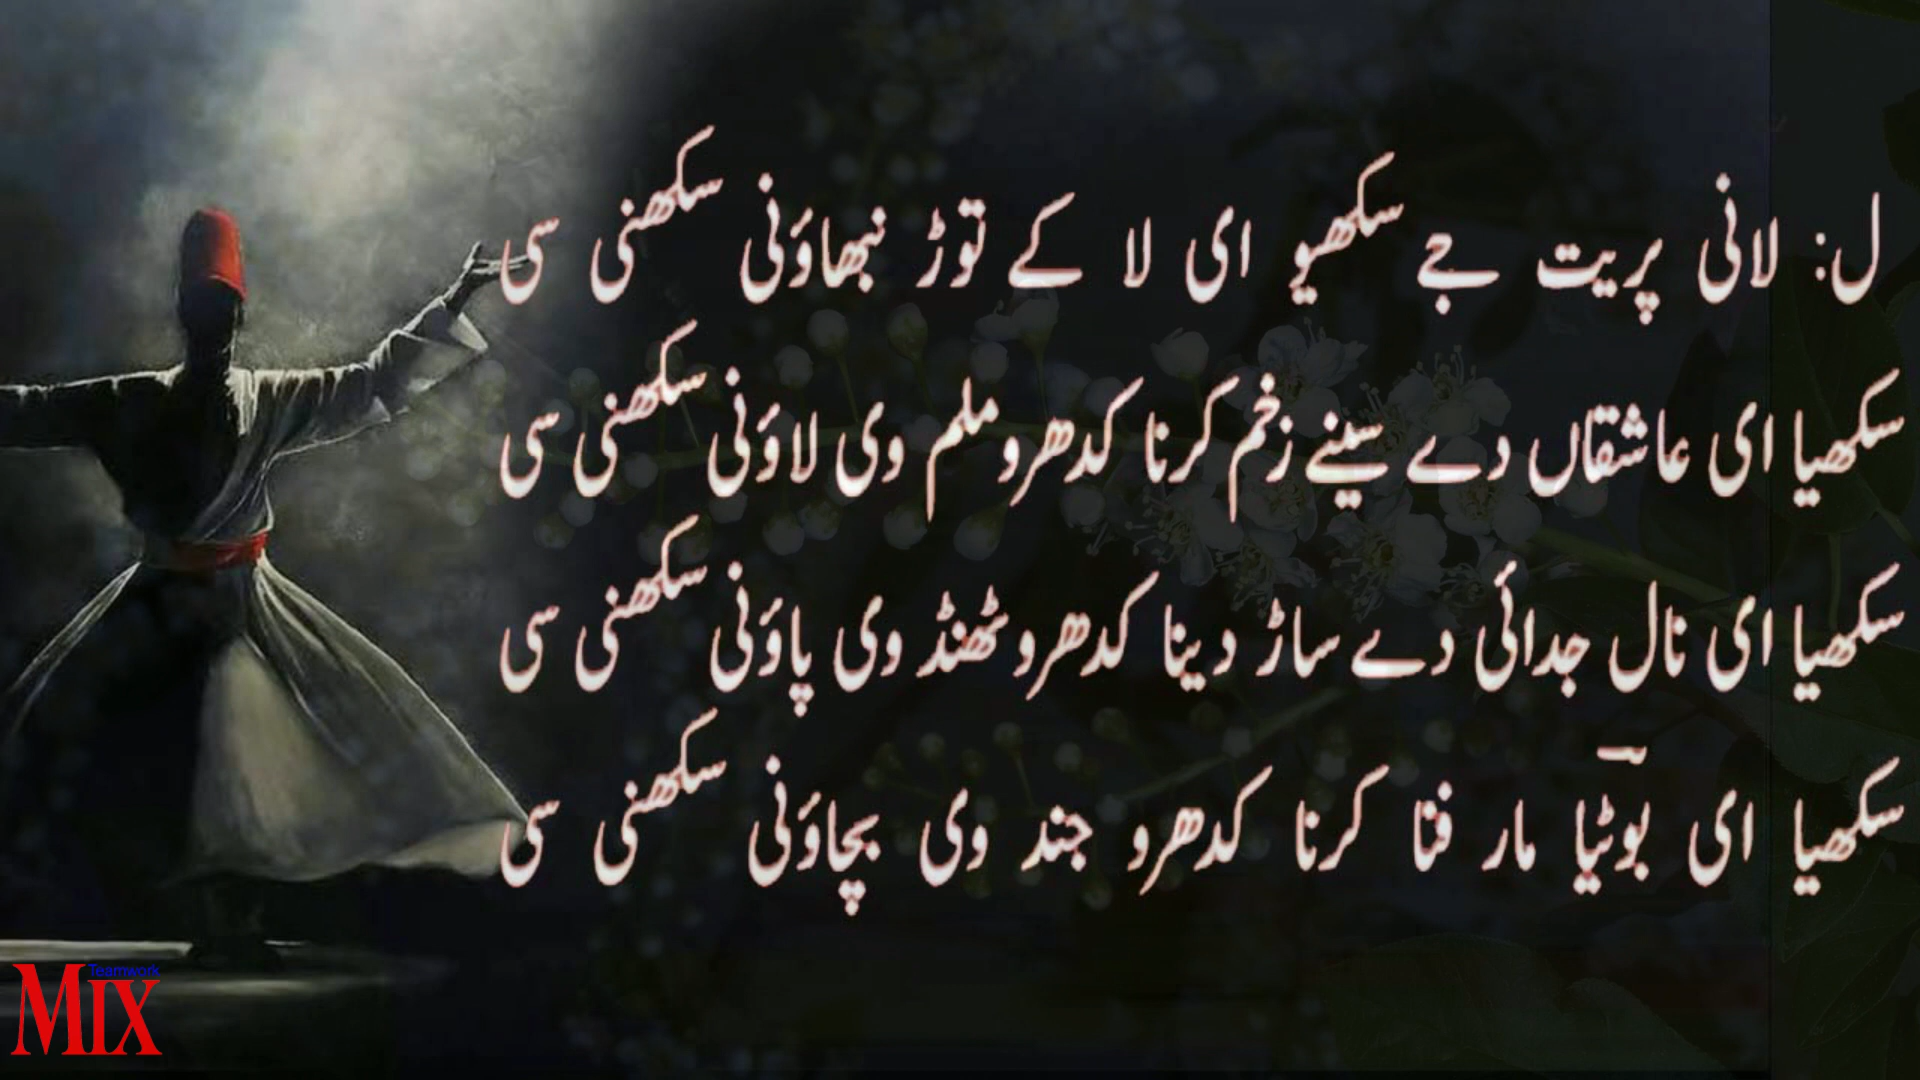 ل: لانی پریت جے سکھیو ای لا کے توڑ نبھاؤنی سکھنی سی
سکھیا ای عاشقاں دے سینے زخم کرنا کدھرو ملم وی لاؤنی سکھنی سی
سکھیا ای نال جدائی دے ساڑ دینا کدھرو ٹھنڈ وی پاؤنی سکھنی سی
سکھیا ای بوٹیا مار فنا کرنا کدھرو جند وی بچاؤنی سکھنی سی
Teamwork
MIX